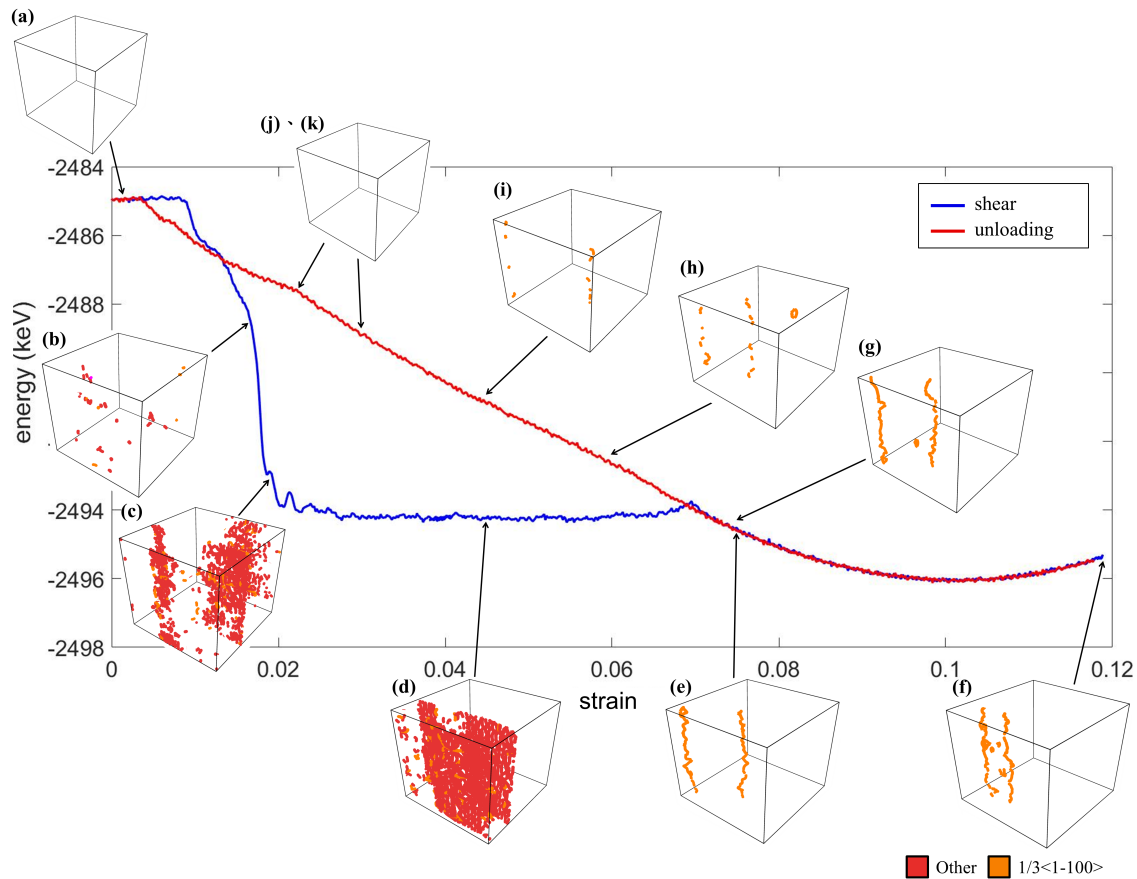 (a)
(j)、(k)
-2484
(i)
shear
unloading
-2486
(h)
-2488
(b)
(g)
energy (keV)
-2494
(c)
-2496
-2498
0
0.02
0.04
0.06
0.08
0.1
0.12
(d)
strain
(e)
(f)
Other
1/3<1-100>